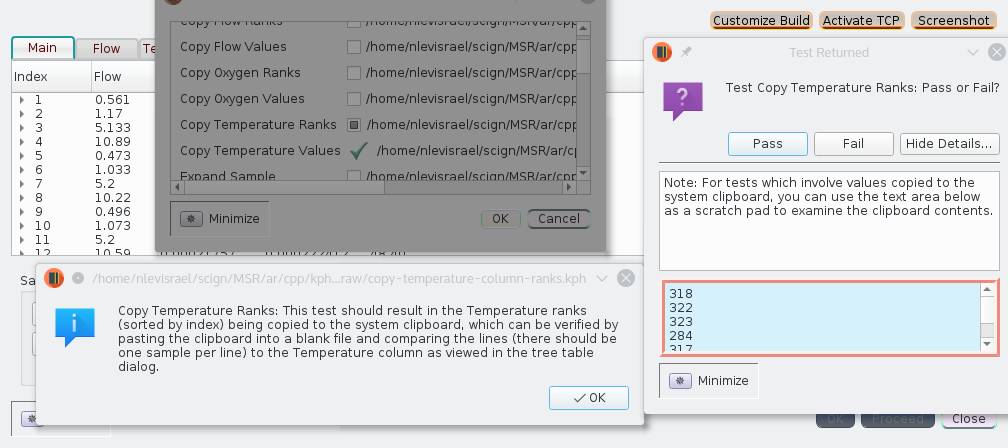 Customize Build
Activate TCP
Screenshot
Main
Flow
Index
Flow
1 0.561
2 1.17
3 5.133
4 10.89
5 0.473
6 1.033
7 5.2
8 10.22
9 0.496
10 1.073
11 5.2
12 10.59
Copy Flow Ranks
Copy Flow Values /home/nlevisrael/scign/MSR/ar/cpp
Copy Oxygen Ranks /home/nlevisrael/scign/MSR/ar/cpp
Copy Oxygen Values /home/nlevisrael/scign/MSR/ar/cpp
Copy Temperature Ranks /home/nlevisrael/scign/MSR/ar/cpp
Copy Temperature Values /home/nlevisrael/scign/MSR/ar/cp
Expand Sample /home/nlevisrael/scign/MSR/ar/cpp
Minimize
OK
Cancel
Test Returned
Test Copy Temperature Ranks: Pass or Fail?
Pass
Fail
Hide Details...
Note: For tests which involve values copied to the
system clipboard, you can use the text area below
as a scratch pad to examine the clipboard contents.
318
322
323
284
317
Minimize
/home/nlevisrael/scign/MSR/ar/cpp/kph...raw/copy-temperature-column-ranks.kph
Copy Temperature Ranks: This test should result in the Temperature ranks
(sorted by index) being copied to the system clipboard, which can be verified by
pasting the clipboard into a blank file and comparing the lines (there should be
one sample per line) to the Temperature column as viewed in the tree table
dialog.
OK
OK
Proceed
Close